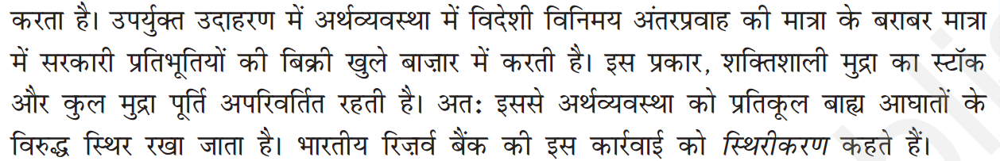 करता है। उपर्युक्त उदाहरण में अर्थव्यवस्था में विदेशी विनिमय अंतरप्रवाह की मात्रा के बराबर मात्रा
में सरकारी प्रतिभूतियों की बिक्री खुले बाज़ार में करती है। इस प्रकार, शक्तिशाली मुद्रा का स्टॉक
और कुल मुद्रा पूर्ति अपरिवर्तित रहती है। अत: इससे अर्थव्यवस्था को प्रतिकूल बाह्य आघातों के
विरुद्ध स्थिर रखा जाता है। भारतीय रिज़र्व बैंक की इस कार्रवाई को स्थिरीकरण कहते हैं।